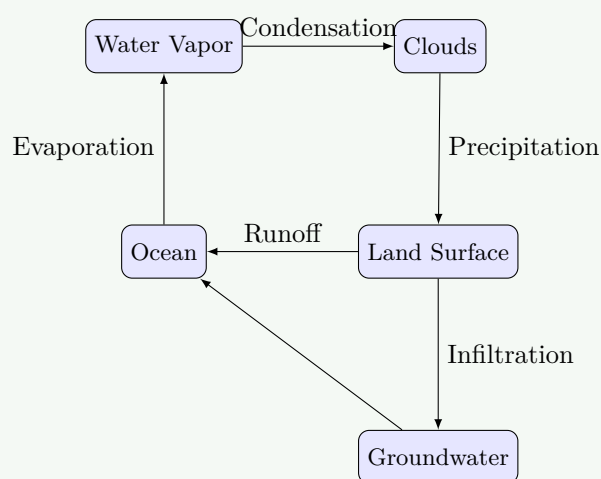 Water Vapor
Condensation
Clouds
Evaporation
Precipitation
Ocean
Runoff
Land Surface
Infiltration
Groundwater